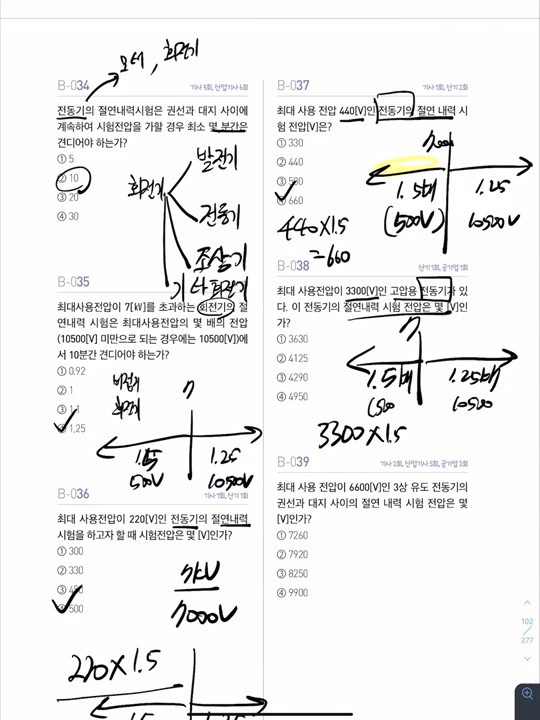 모터, 회전기
B-034
기사 3회, 산업기사 6회
전동기의 절연내력시험은 권선과 대지 사이에
계속하여 시험전압을 가할 경우 최소 몇 분간은
견디어야 하는가?
① 5
② 10
③ 20
④ 30
회전기
발전기
전동기
조상기
기타 회전기
B-035
최대사용전압이 7[kV]를 초과하는 회전기의 절
연내력 시험은 최대사용전압의 몇 배의 전압
(10500[V] 미만으로 되는 경우에는 10500[V])에
서 10분간 견디어야 하는가?
① 0.92
② 1
③ 1.1
④ 1.25
7
1.5배
500V
1.25
10500V
B-036
기사 1회, 산기 1회
최대 사용전압이 220[V]인 전동기의 절연내력
시험을 하고자 할 때 시험전압은 몇 [V]인가?
① 300
② 330
③ 450
④ 500
7kV
7000V
220×1.5
1.5
1.25
B-037
기사 1회, 산기 2회
최대 사용 전압 440[V]인 전동기의 절연 내력 시
험 전압[V]은?
① 330
② 440
③ 500
④ 660
7000
1.5배
(500V)
1.25
10500V
440×1.5
=660
B-038
산기 1회, 공기업 1회
최대 사용전압이 3300[V]인 고압용 전동기가 있
다. 이 전동기의 절연내력 시험 전압은 몇 [V]인
가?
① 3630
② 4125
③ 4290
④ 4950
7
1.5배
(500
1.25배
10500
3300×1.5
B-039
기사 2회, 산기 5회, 공기업 2회
최대 사용 전압이 6600[V]인 3상 유도 전동기의
권선과 대지 사이의 절연 내력 시험 전압은 몇
[V]인가?
① 7260
② 7920
③ 8250
④ 9900
102
/
277